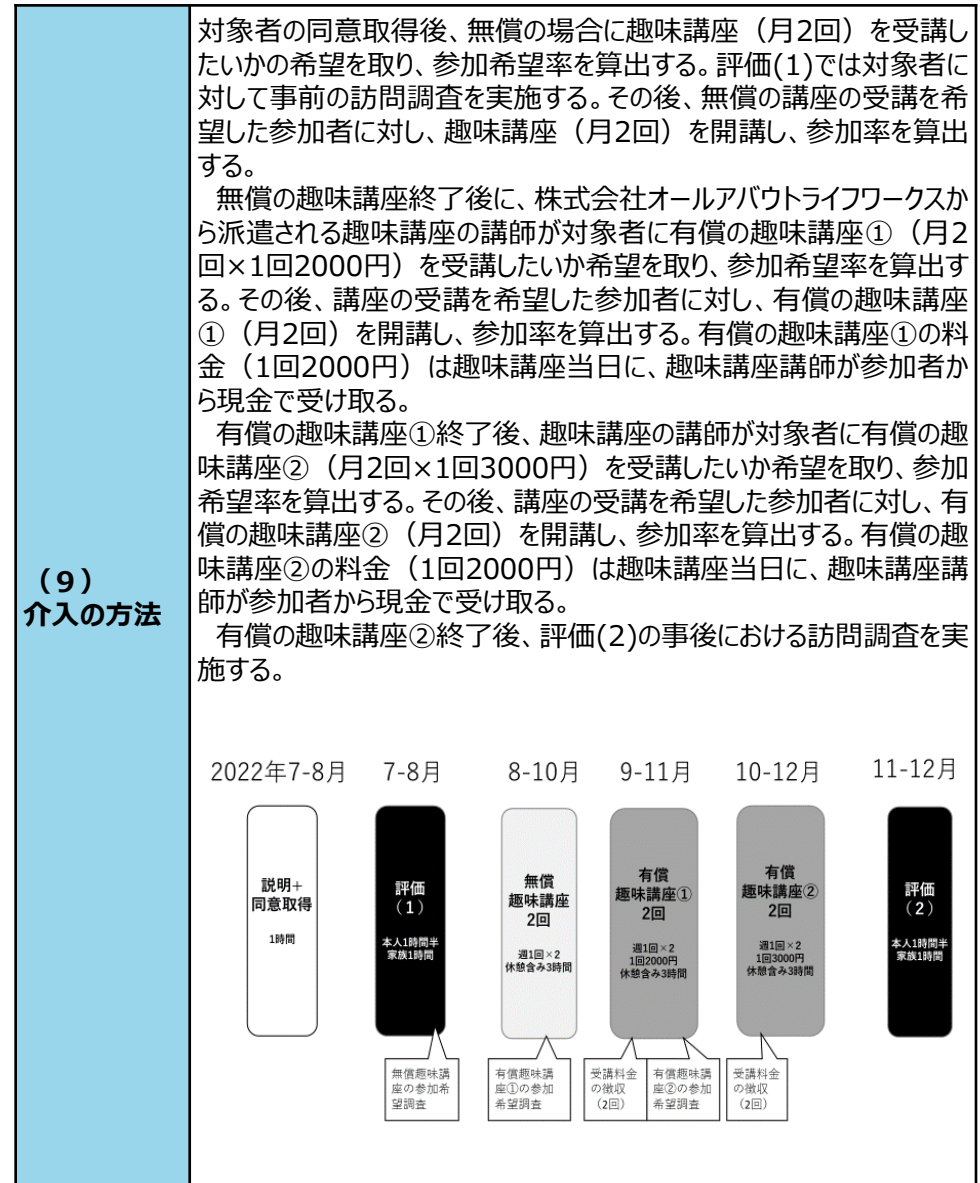 （9）
介入の方法
対象者の同意取得後、無償の場合に趣味講座（月2回）を受講し
たいかの希望を取り、参加希望率を算出する。評価(1)では対象者に
対して事前の訪問調査を実施する。その後、無償の講座の受講を希
望した参加者に対し、趣味講座（月2回）を開講し、参加率を算出
する。
無償の趣味講座終了後に、株式会社オールアバウトライフワークスか
ら派遣される趣味講座の講師が対象者に有償の趣味講座①（月2
回×1回2000円）を受講したいか希望を取り、参加希望率を算出す
る。その後、講座の受講を希望した参加者に対し、有償の趣味講座
①（月2回）を開講し、参加率を算出する。有償の趣味講座①の料
金（1回2000円）は趣味講座当日に、趣味講座講師が参加者か
ら現金で受け取る。
有償の趣味講座①終了後、趣味講座の講師が対象者に有償の趣
味講座②（月2回×1回3000円）を受講したいか希望を取り、参加
希望率を算出する。その後、講座の受講を希望した参加者に対し、有
償の趣味講座②（月2回）を開講し、参加率を算出する。有償の趣
味講座②の料金（1回2000円）は趣味講座当日に、趣味講座講
師が参加者から現金で受け取る。
有償の趣味講座②終了後、評価(2)の事後における訪問調査を実
施する。
2022年7-8月
7-8月
8-10月
9-11月
10-12月
11-12月
説明+
同意取得
1時間
評価
（1）
本人1時間半
家族1時間
無償
趣味講座
2回
週1回×2
休憩含み3時間
有償
趣味講座①
2回
週1回×2
1回2000円
休憩含み3時間
有償
趣味講座②
2回
週1回×2
1回3000円
休憩含み3時間
評価
（2）
本人1時間半
家族1時間
無償趣味講
座の参加希
望調査
有償趣味講
座①の参加
希望調査
受講料金
の徴収
（2回）
有償趣味講
座②の参加
希望調査
受講料金
の徴収
（2回）